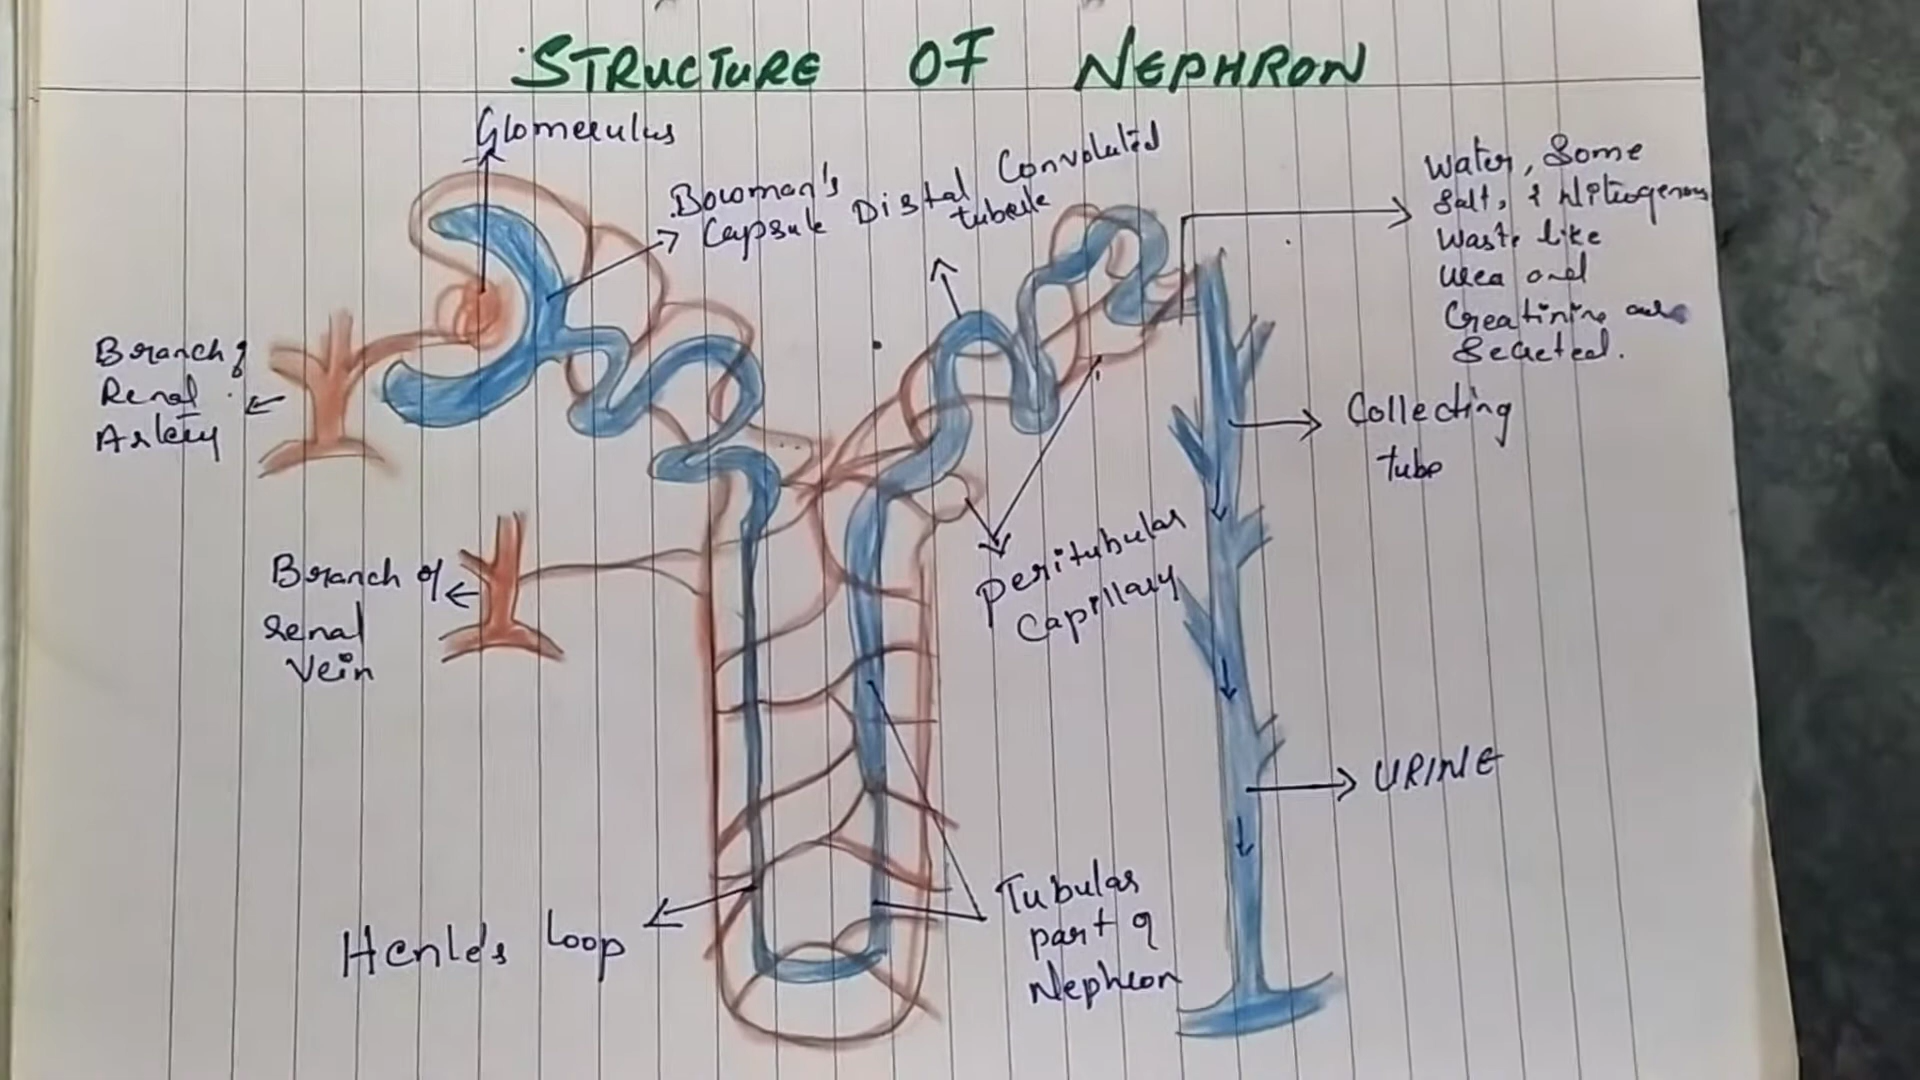 STRUCTURE OF NEPHRON
Glomerulus
Bowman's
Capsule
Distal Convoluted
tubule
Water, Some
Salt, & Nitrogenous
Waste like
Urea and
Creatinine are
Secreted.
Branch of
Renal
Artery
Collecting
tube
Peritubular
Capillary
Branch of
renal
Vein
URINE
Henle's Loop
Tubular
part of
Nephron